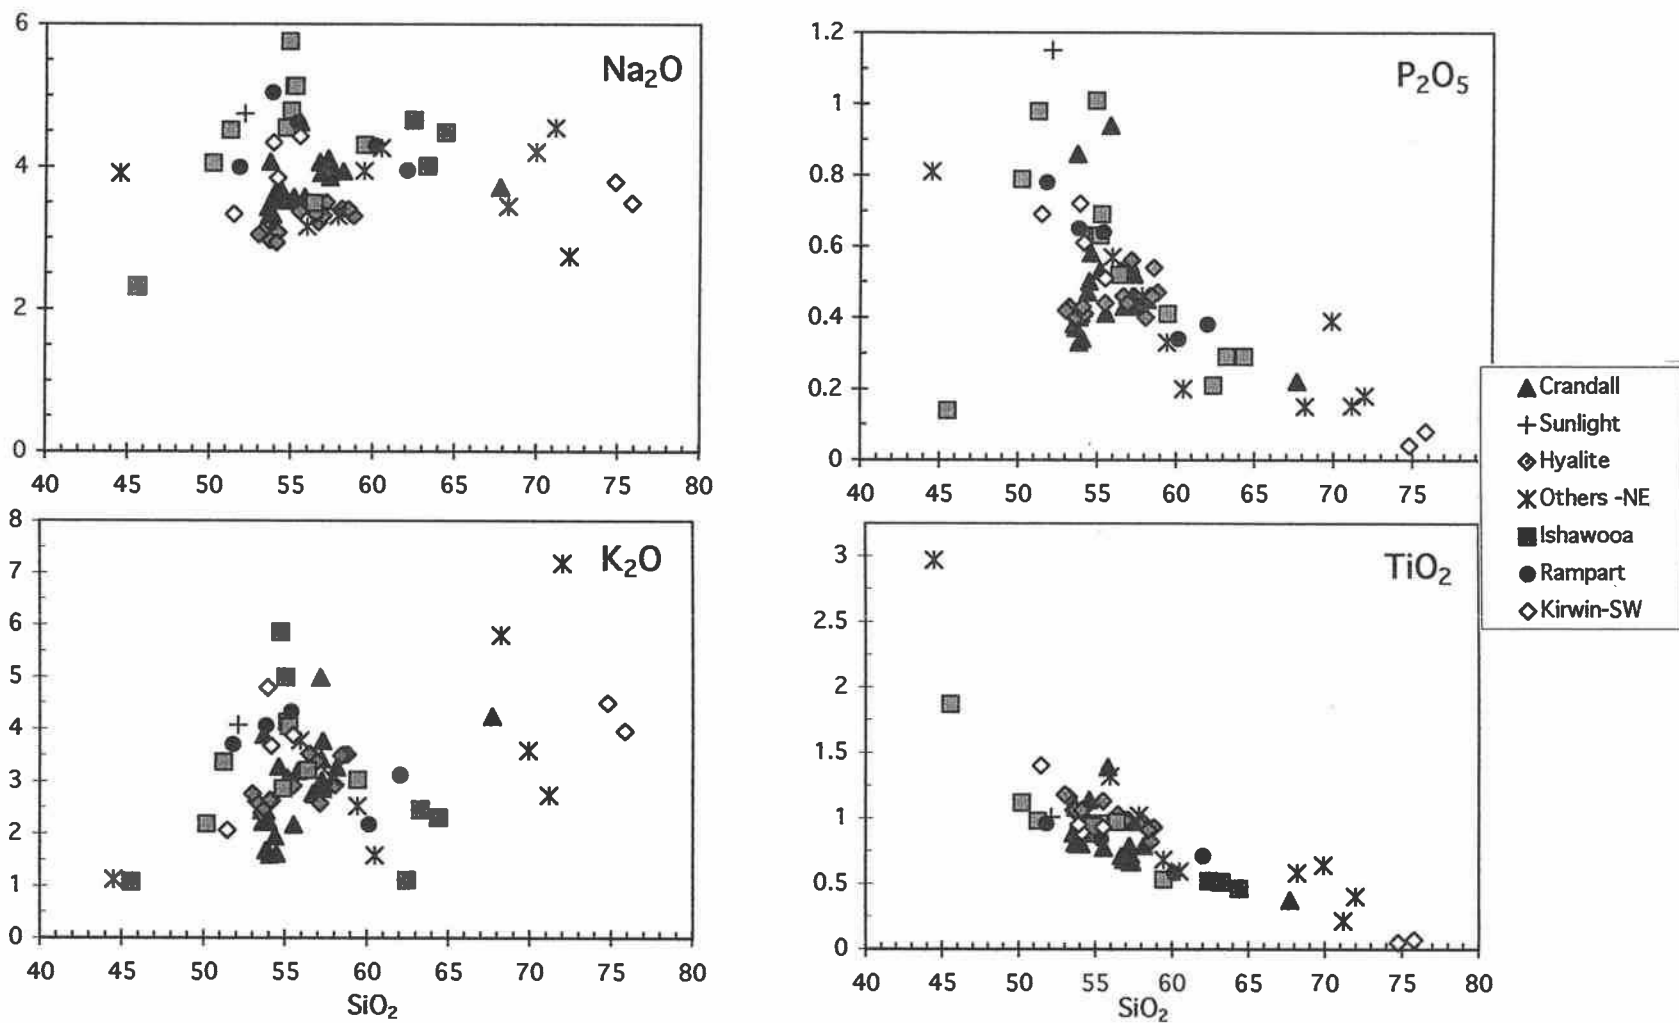 Na2O
6
4
2
0
40 45 50 55 60 65 70 75 80
P2O5
1.2
1
0.8
0.6
0.4
0.2
0
40 45 50 55 60 65 70 75
K2O
8
7
6
5
4
3
2
1
0
40 45 50 55 60 65 70 75 80
SiO2
TiO2
3
2.5
2
1.5
1
0.5
0
40 45 50 55 60 65 70 75 80
SiO2
Crandall
Sunlight
Hyalite
Others -NE
Ishawooa
Rampart
Kirwin-SW